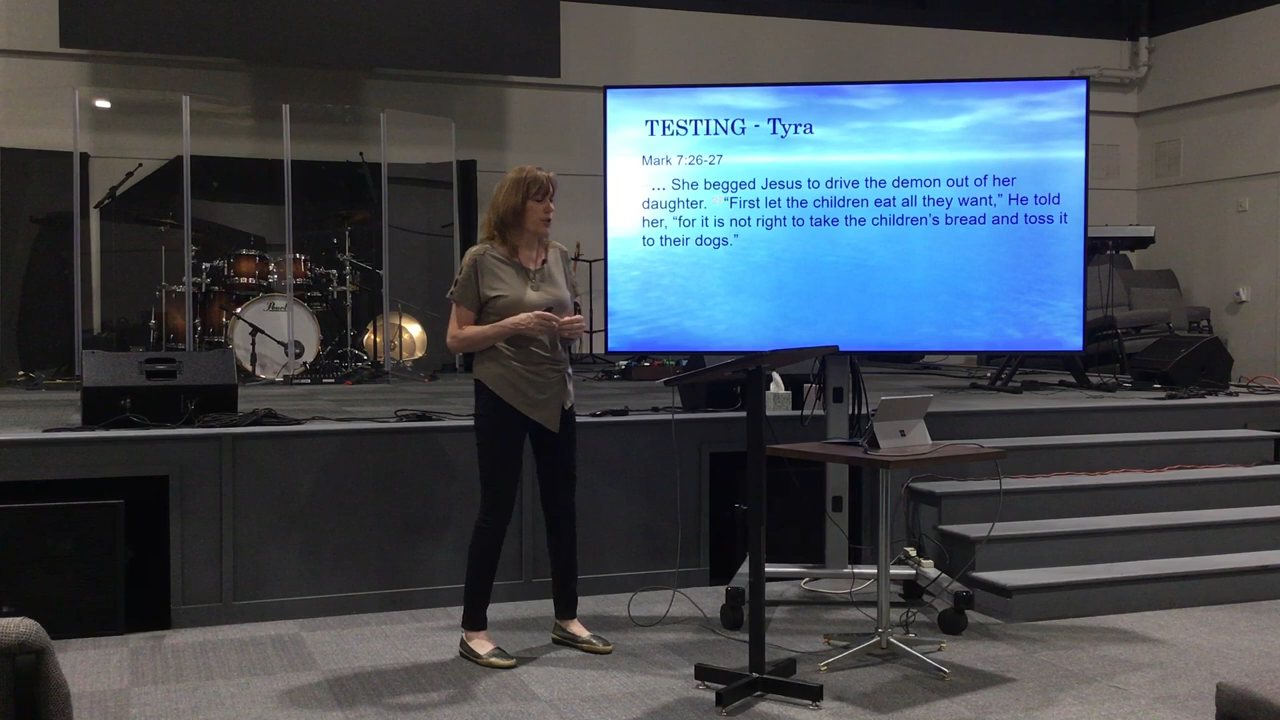 TESTING - Tyra
Mark 7:26-27
... She begged Jesus to drive the demon out of her
daughter. “First let the children eat all they want,” He told
her, “for it is not right to take the children’s bread and toss it
to their dogs.”
Pearl